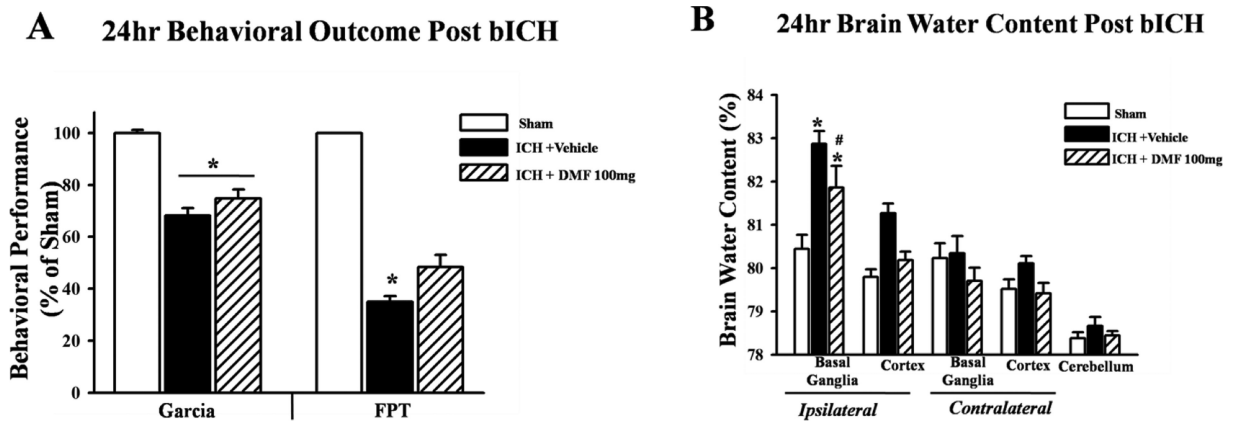 A
24hr Behavioral Outcome Post bICH
Behavioral Performance
(% of Sham)
100
80
60
40
20
0
*
*
Sham
ICH +Vehicle
ICH + DMF 100mg
Garcia
FPT
B
24hr Brain Water Content Post bICH
Brain Water Content (%)
84
83
82
81
80
79
78
*
#
*
Sham
ICH +Vehicle
ICH + DMF 100mg
Basal
Ganglia
Cortex
Basal
Ganglia
Cortex
Cerebellum
Ipsilateral
Contralateral